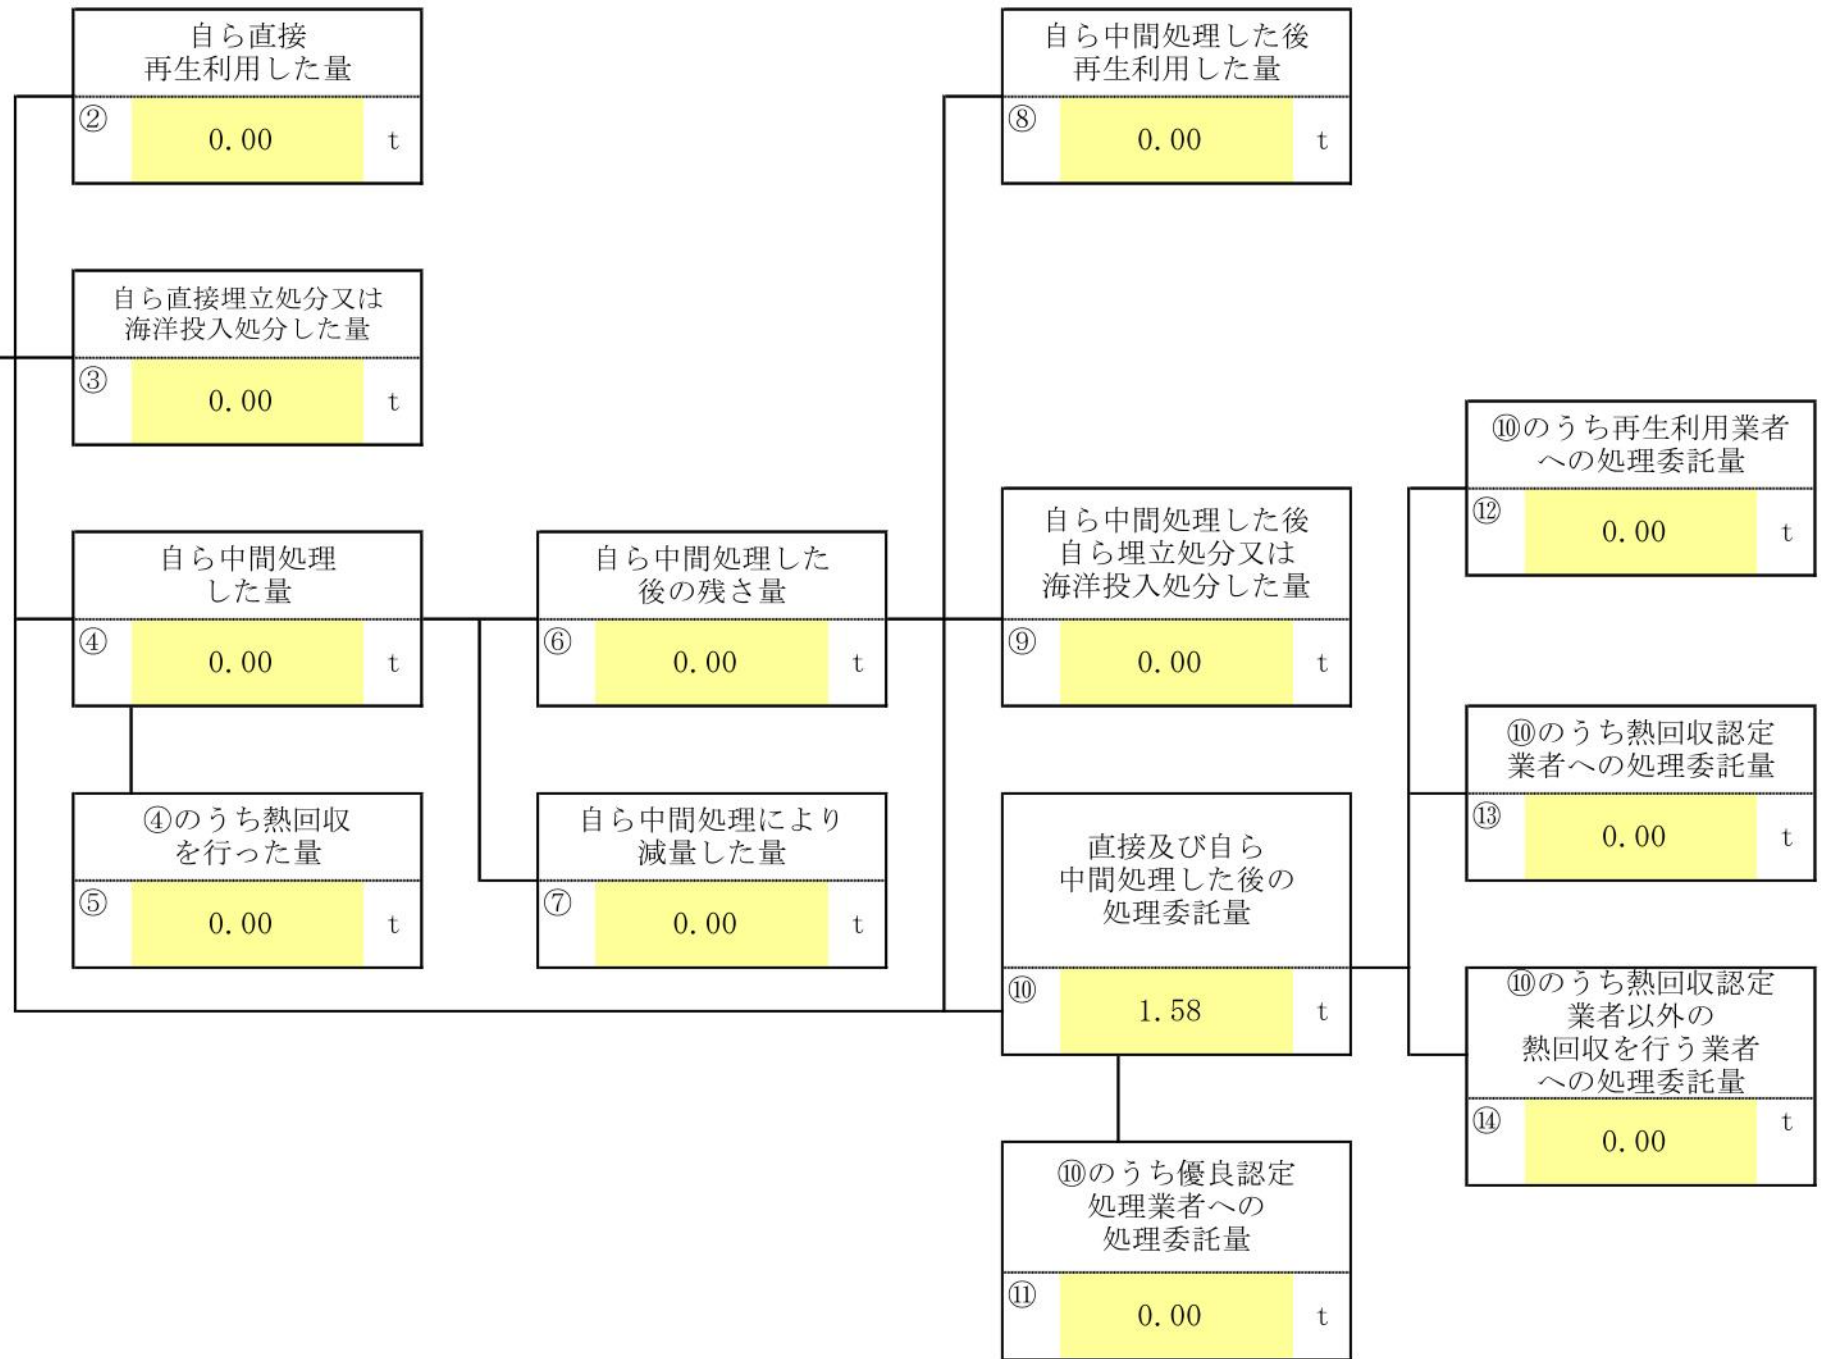 自ら直接
再生利用した量
②
0.00
t
自ら直接埋立処分又は
海洋投入処分した量
③
0.00
t
自ら中間処理
した量
④
0.00
t
④のうち熱回収
を行った量
⑤
0.00
t
自ら中間処理した
後の残さ量
⑥
0.00
t
自ら中間処理により
減量した量
⑦
0.00
t
自ら中間処理した後
再生利用した量
⑧
0.00
t
自ら中間処理した後
自ら埋立処分又は
海洋投入処分した量
⑨
0.00
t
直接及び自ら
中間処理した後の
処理委託量
⑩
1.58
t
⑩のうち優良認定
処理業者への
処理委託量
⑪
0.00
t
⑩のうち再生利用業者
への処理委託量
⑫
0.00
t
⑩のうち熱回収認定
業者への処理委託量
⑬
0.00
t
⑩のうち熱回収認定
業者以外の
熱回収を行う業者
への処理委託量
⑭
0.00
t